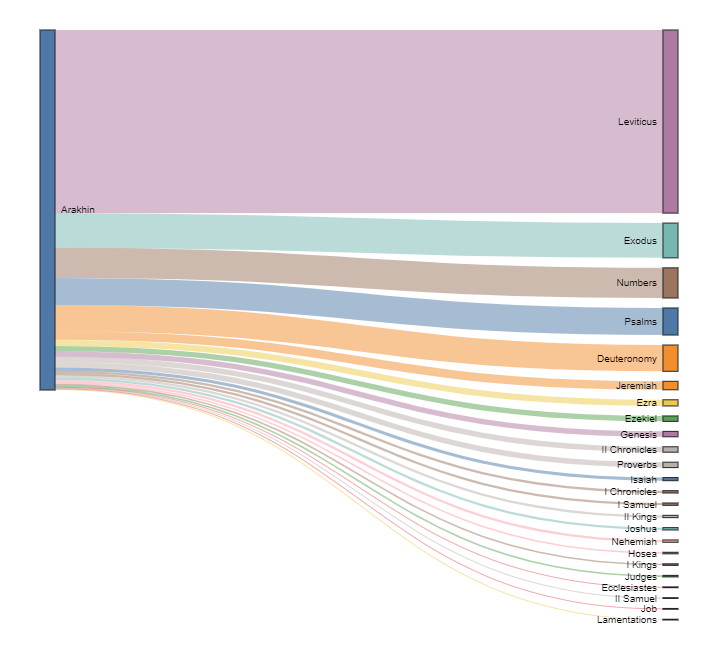 Arakhin
Leviticus
Exodus
Numbers
Psalms
Deuteronomy
Jeremiah
Ezra
Ezekiel
Genesis
II Chronicles
Proverbs
Isaiah
I Chronicles
I Samuel
II Kings
Joshua
Nehemiah
Hosea
I Kings
Judges
Ecclesiastes
II Samuel
Job
Lamentations